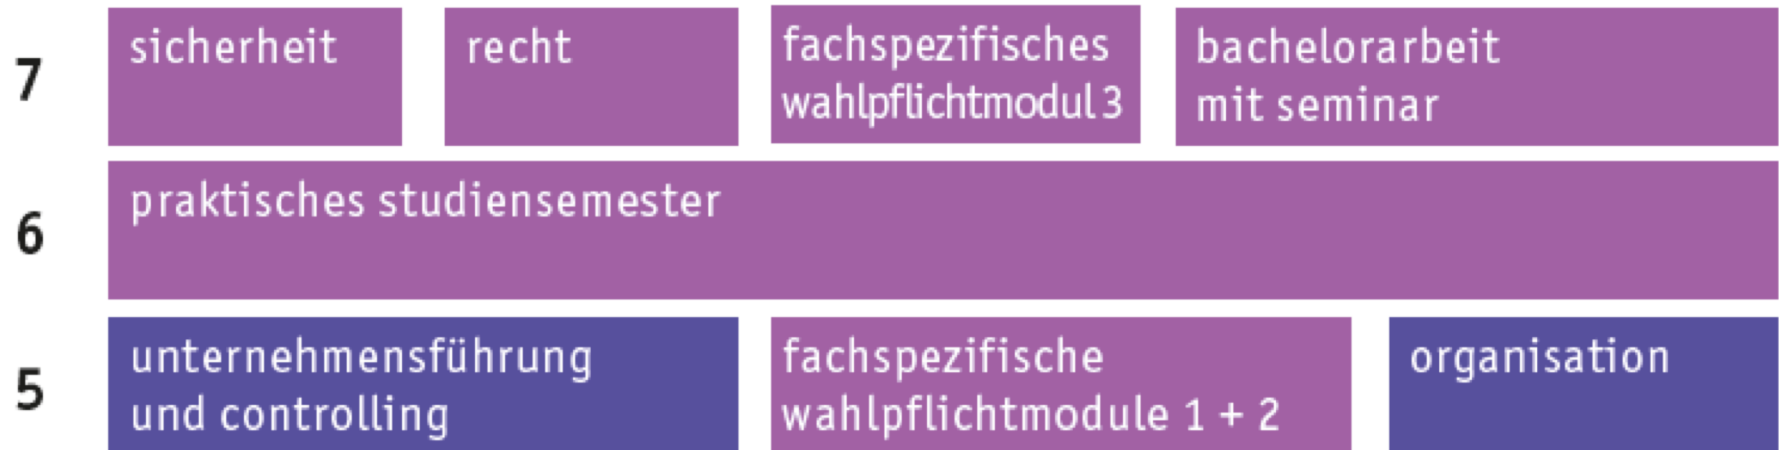 7
sicherheit
recht
fachspezifisches
wahlpflichtmodul 3
bachelorarbeit
mit seminar
6
praktisches studiensemester
5
unternehmensführung
und controlling
fachspezifische
wahlpflichtmodule 1 + 2
organisation